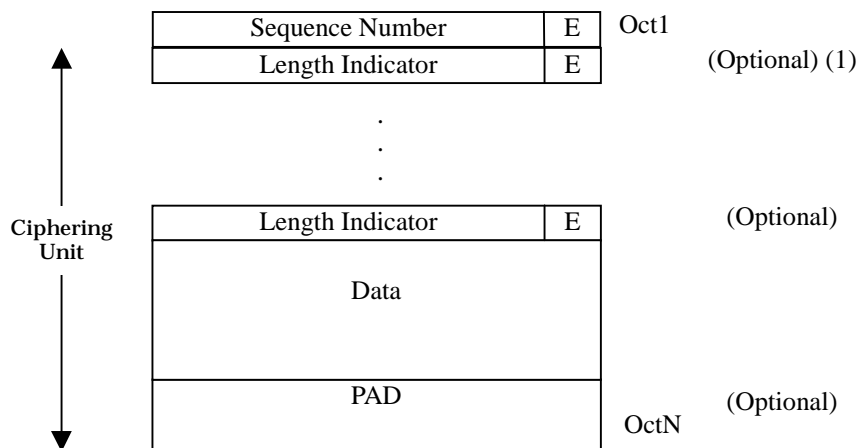 Sequence Number E Oct1
Length Indicator E (Optional) (1)
.
.
.
Length Indicator E (Optional)
Ciphering
Unit
Data
PAD (Optional)
OctN